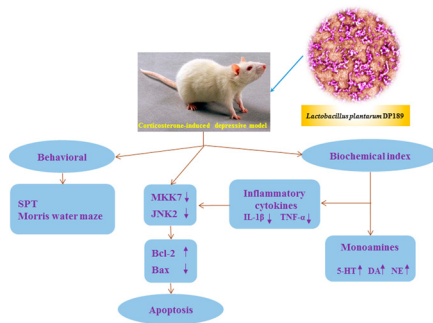 Corticosterone-induced depressive model
Lactobacillus plantarum DP189
Behavioral
Biochemical index
SPT
Morris water maze
MKK7↓
JNK2↓
Inflammatory
cytokines
IL-1β↓ TNF-α↓
Bcl-2 ↑
Bax ↓
Monoamines
5-HT↑ DA↑ NE↑
Apoptosis